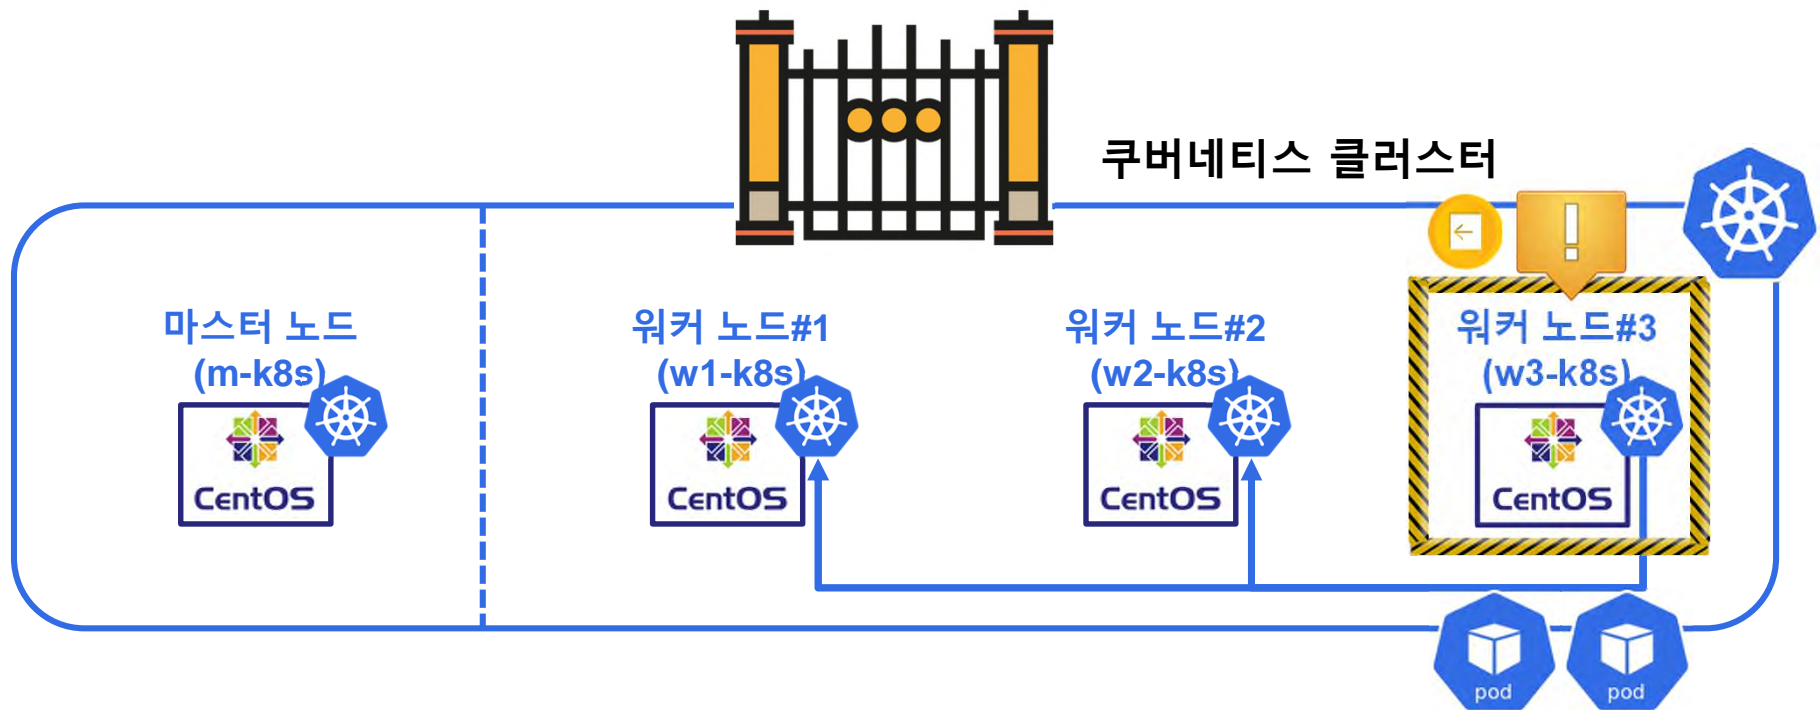 쿠버네티스 클러스터
마스터 노드
(m-k8s)
CentOS
워커 노드#1
(w1-k8s)
CentOS
워커 노드#2
(w2-k8s)
CentOS
워커 노드#3
(w3-k8s)
CentOS
pod
pod